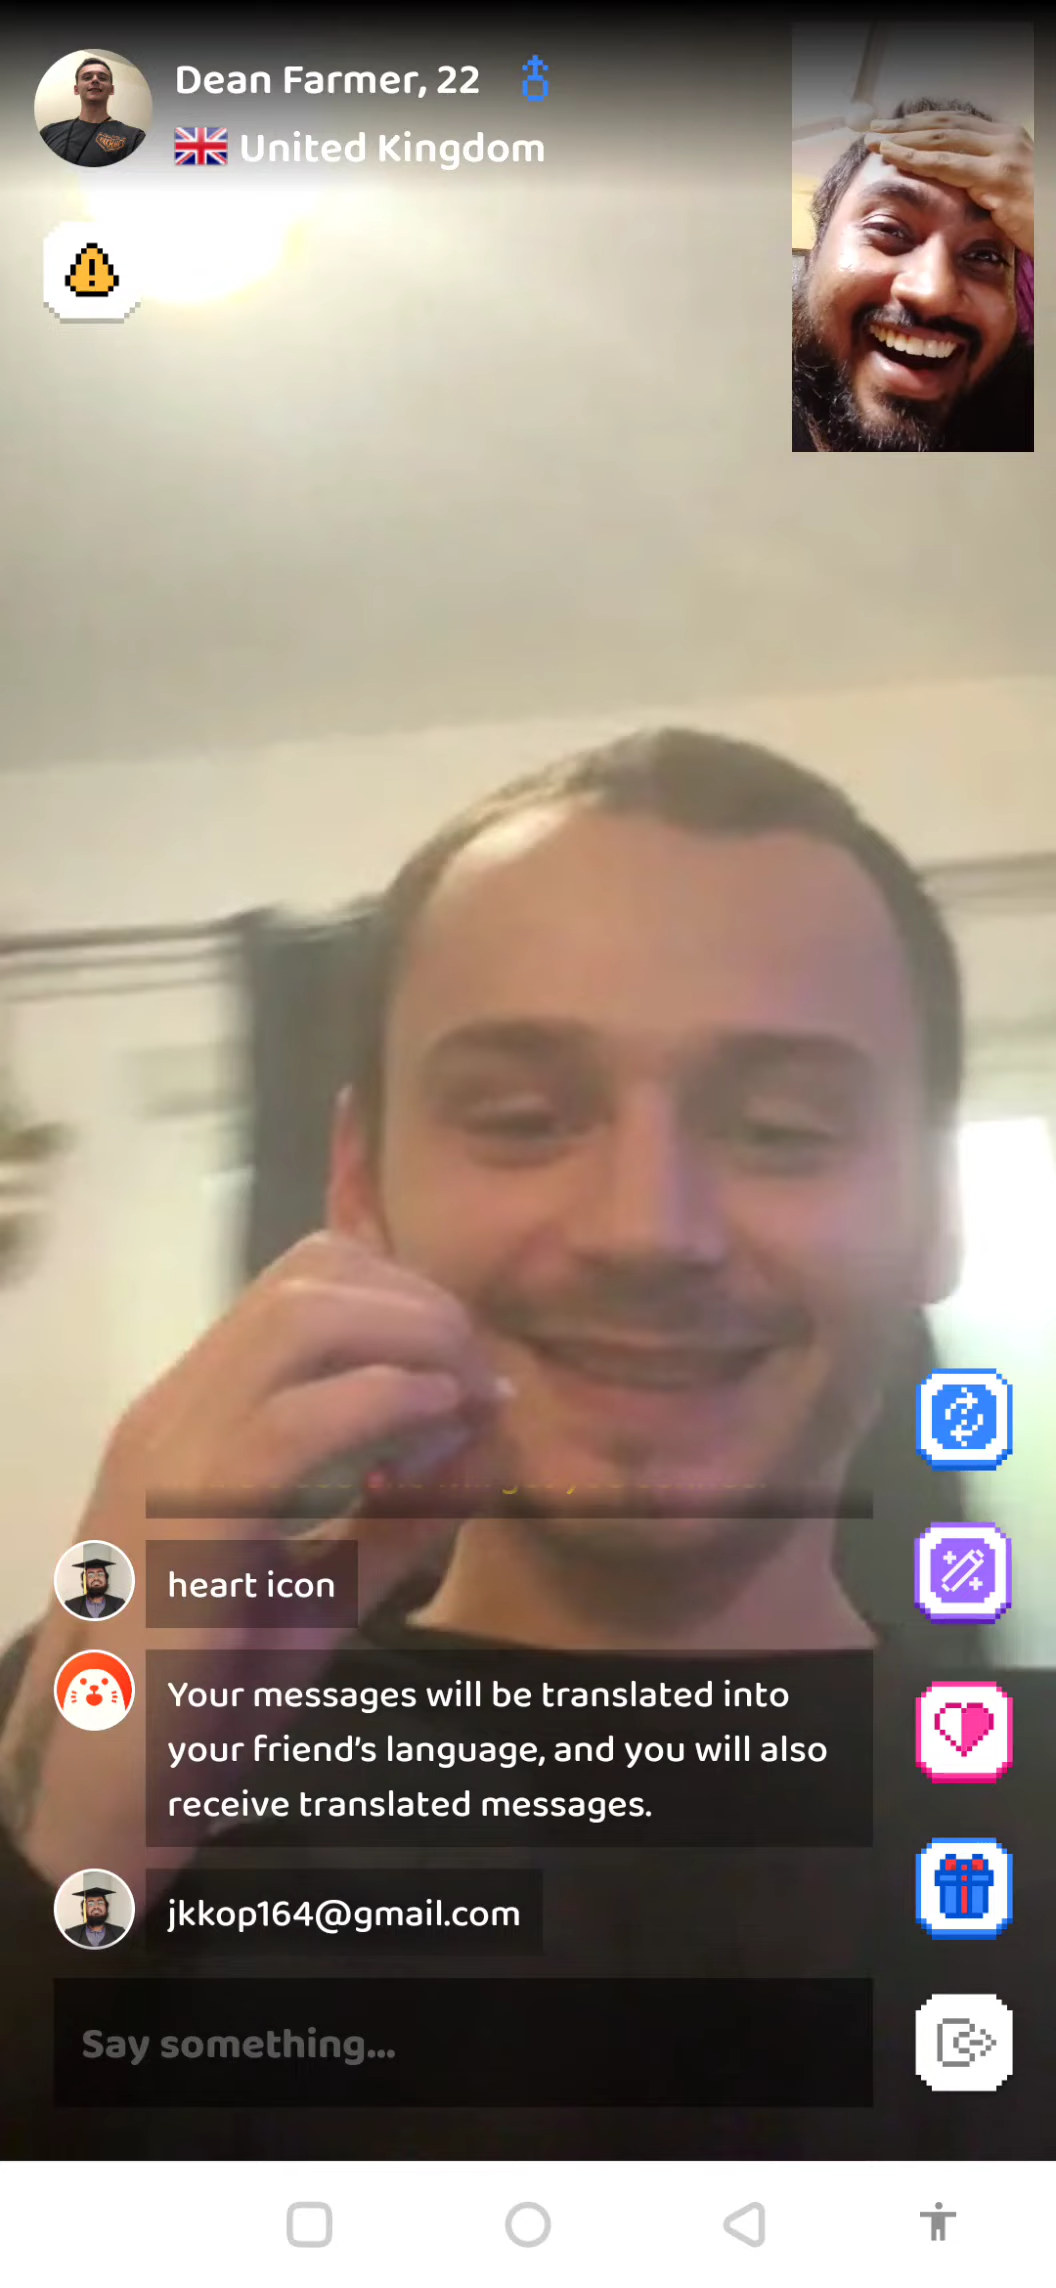 Dean Farmer, 22
United Kingdom
heart icon
Your messages will be translated into
your friend's language, and you will also
receive translated messages.
jkkop164@gmail.com
Say something...